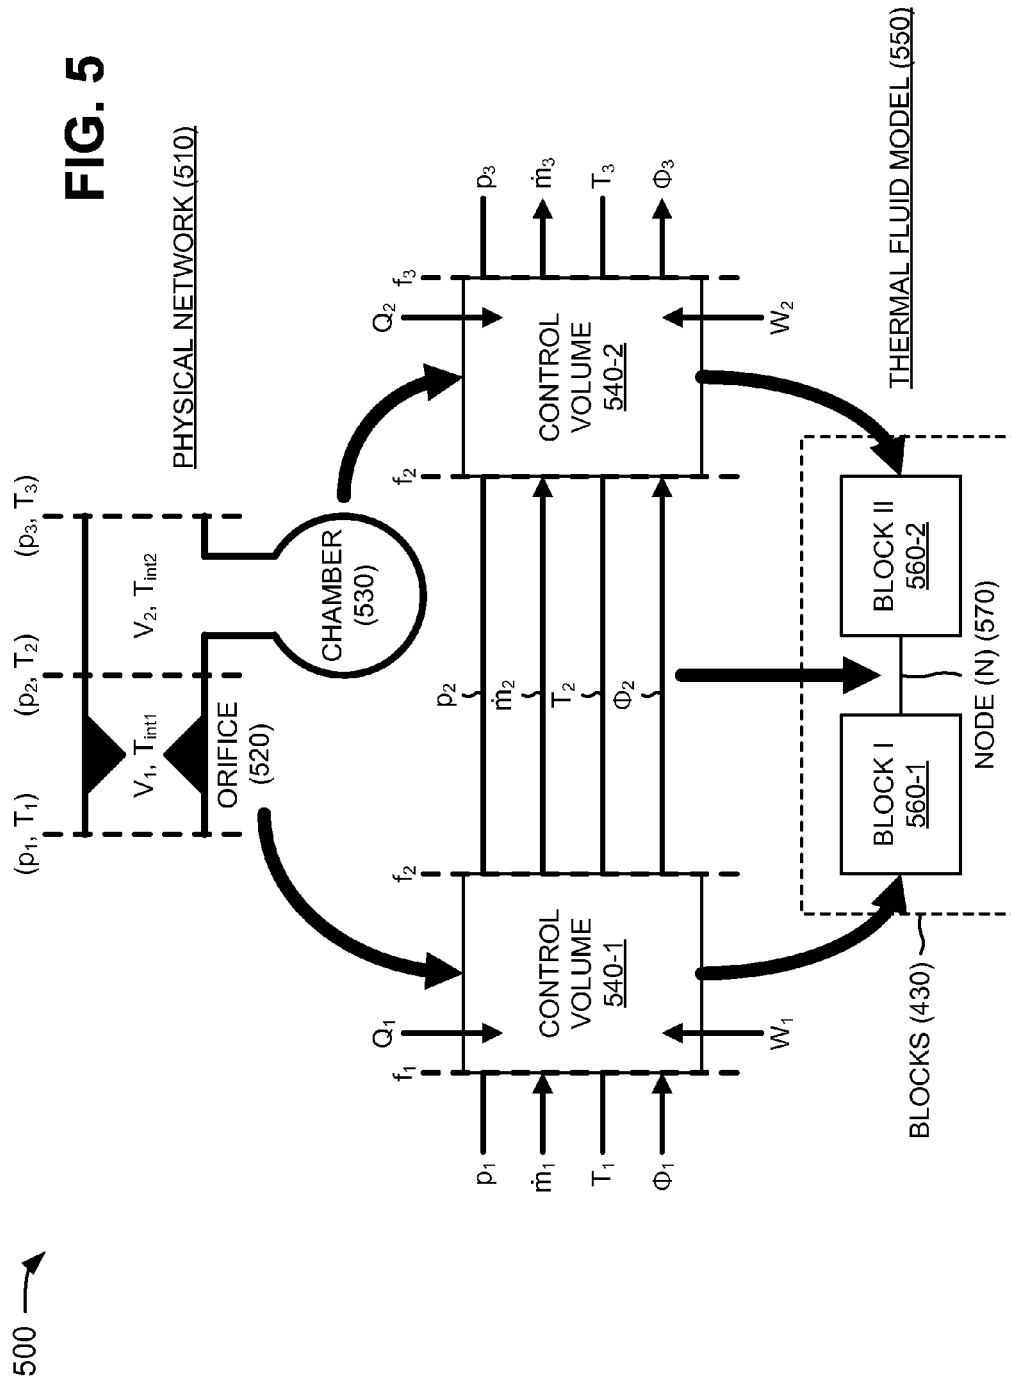 500
FIG. 5
PHYSICAL NETWORK (510)
(p₁, T₁)
(p₂, T₂)
(p₃, T₃)
V₁, T_int1
V₂, T_int2
ORIFICE
(520)
CHAMBER
(530)
Q₁
Q₂
f₁
f₂
f₂
f₃
p₁
ṁ₁
T₁
Φ₁
CONTROL
VOLUME
540-1
p₂
ṁ₂
T₂
Φ₂
CONTROL
VOLUME
540-2
p₃
ṁ₃
T₃
Φ₃
W₁
W₂
THERMAL FLUID MODEL (550)
BLOCKS (430)
BLOCK I
560-1
BLOCK II
560-2
NODE (N) (570)